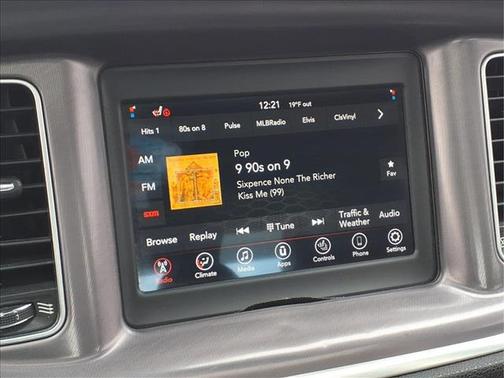 12:21 19°F out
Hits 1 80s on 8 Pulse MLBRadio Elvis ClsVinyl
AM
FM
SXM
Pop
9 90s on 9
Sixpence None The Richer
Kiss Me (99)
Fav
Browse Replay Tune Traffic & Weather Audio
Radio Climate Media Apps Controls Phone Settings